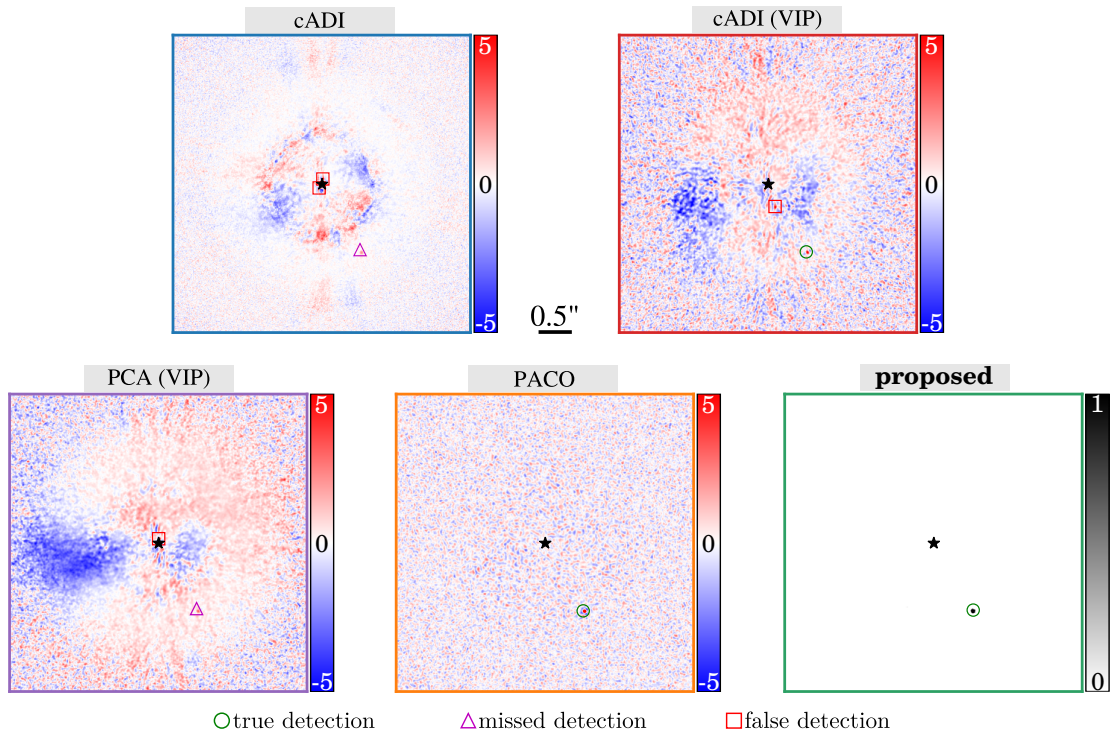 cADI
cADI (VIP)
5
0
-5
5
0
-5
0.5"
PCA (VIP)
PACO
proposed
5
0
-5
5
0
-5
1
0
true detection
missed detection
false detection